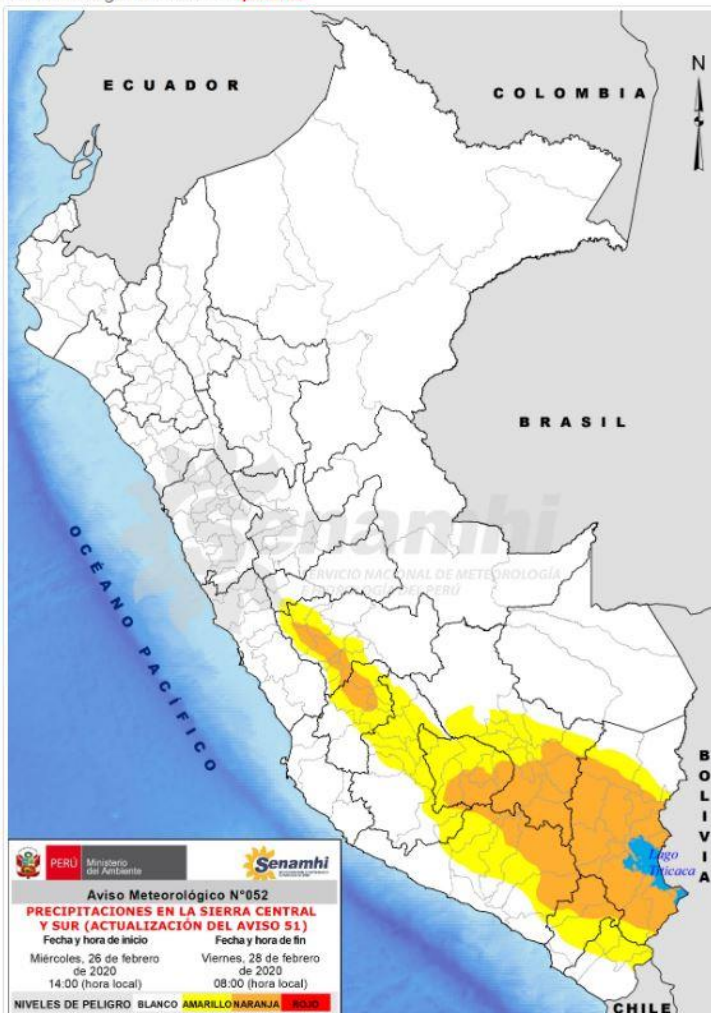 ECUADOR
COLOMBIA
N
BRASIL
OCÉANO PACÍFICO
Senamhi
SERVICIO NACIONAL DE METEOROLOGÍA
DEL PERÚ
BOLIVIA
Lago
Titicaca
CHILE
PERÚ Ministerio
del Ambiente
Senamhi
Aviso Meteorológico N°052
PRECIPITACIONES EN LA SIERRA CENTRAL
Y SUR (ACTUALIZACIÓN DEL AVISO 51)
Fecha y hora de inicio Fecha y hora de fin
Miércoles, 26 de febrero Viernes, 28 de febrero
de 2020 de 2020
14:00 (hora local) 08:00 (hora local)
NIVELES DE PELIGRO BLANCO AMARILLO NARANJA ROJO